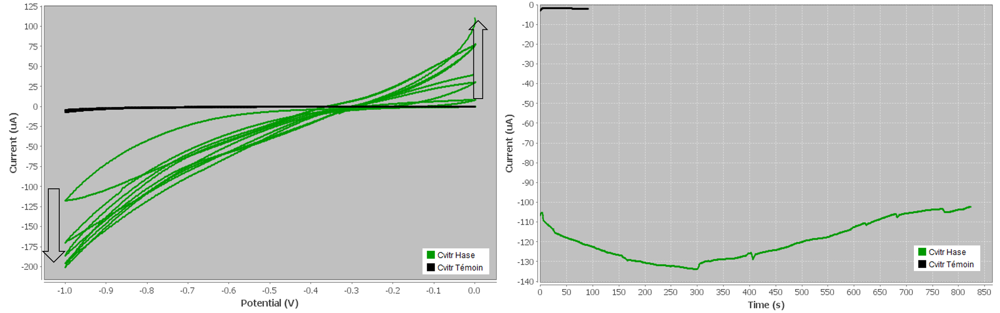 125
100
75
50
25
0
-25
-50
-75
-100
-125
-150
-175
-200
Current (uA)
-1.0 -0.9 -0.8 -0.7 -0.6 -0.5 -0.4 -0.3 -0.2 -0.1 0.0
Potential (V)
Cvitr Hase
Cvitr Témoin
0
-10
-20
-30
-40
-50
-60
-70
-80
-90
-100
-110
-120
-130
-140
Current (uA)
0 50 100 150 200 250 300 350 400 450 500 550 600 650 700 750 800 850
Time (s)
Cvitr Hase
Cvitr Témoin